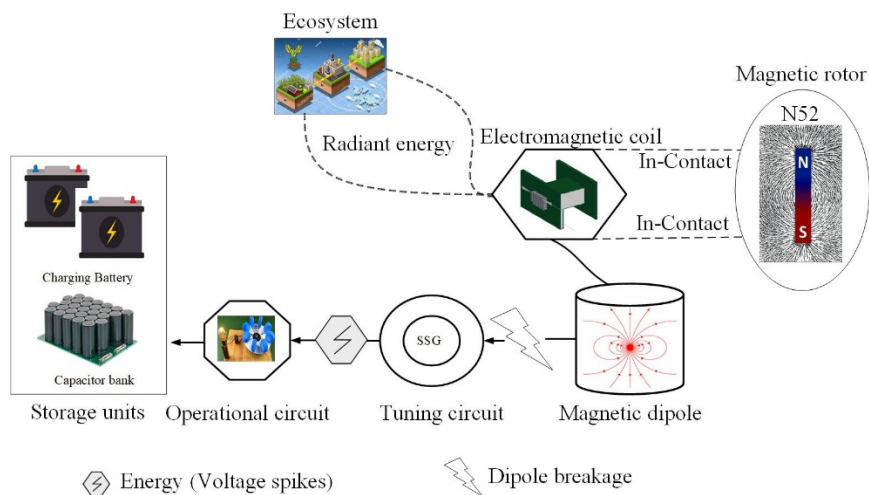 Ecosystem
Magnetic rotor
N52
Electromagnetic coil
Radiant energy
In-Contact
N
In-Contact
S
Charging Battery
SSG
Capacitor bank
Storage units
Operational circuit
Tuning circuit
Magnetic dipole
Energy (Voltage spikes)
Dipole breakage